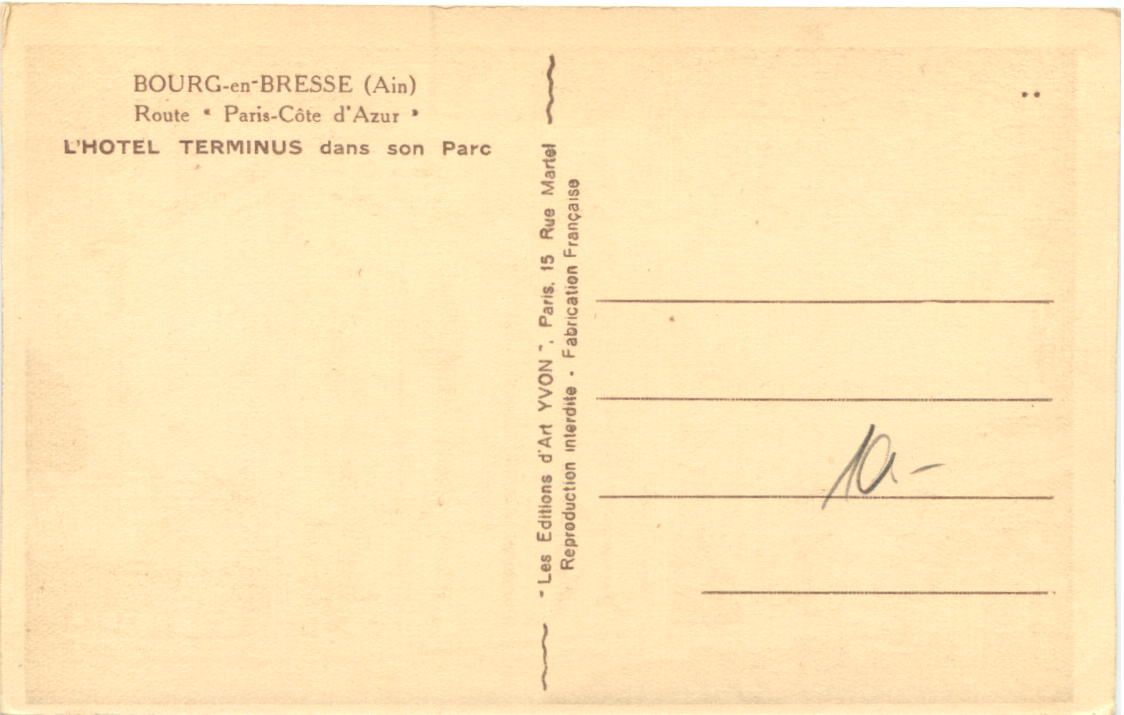 BOURG-en-BRESSE (Ain)
Route " Paris-Côte d'Azur "
L'HOTEL TERMINUS dans son Parc
"Les Editions d'Art YVON", Paris, 15 Rue Martel
Reproduction interdite - Fabrication Française
10.-